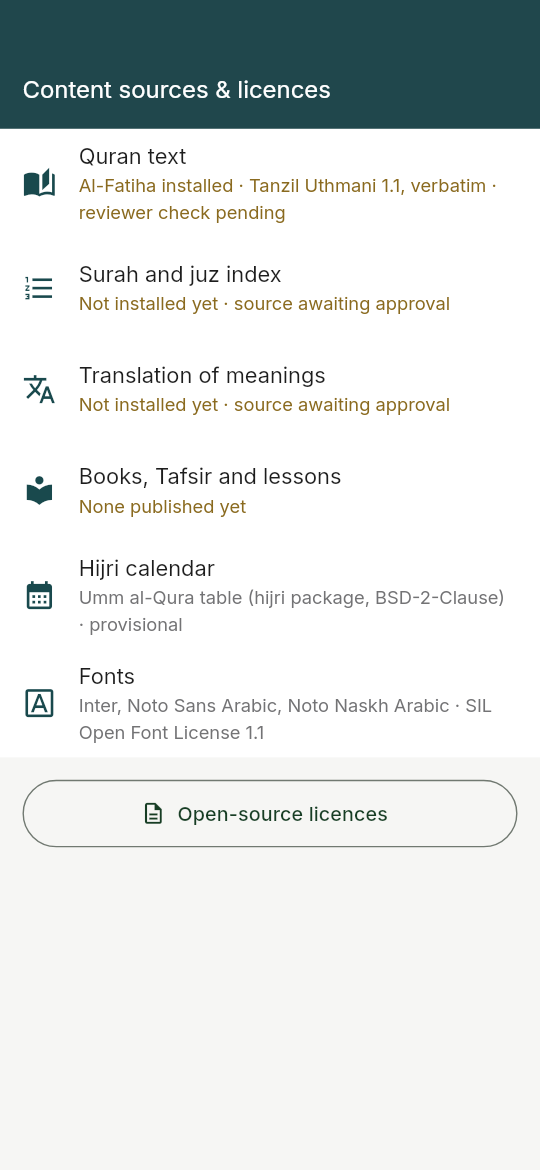 Content sources & licences
Quran text
Al-Fatiha installed · Tanzil Uthmani 1.1, verbatim ·
reviewer check pending
Surah and juz index
Not installed yet · source awaiting approval
Translation of meanings
Not installed yet · source awaiting approval
Books, Tafsir and lessons
None published yet
Hijri calendar
Umm al-Qura table (hijri package, BSD-2-Clause)
· provisional
Fonts
Inter, Noto Sans Arabic, Noto Naskh Arabic · SIL
Open Font License 1.1
Open-source licences